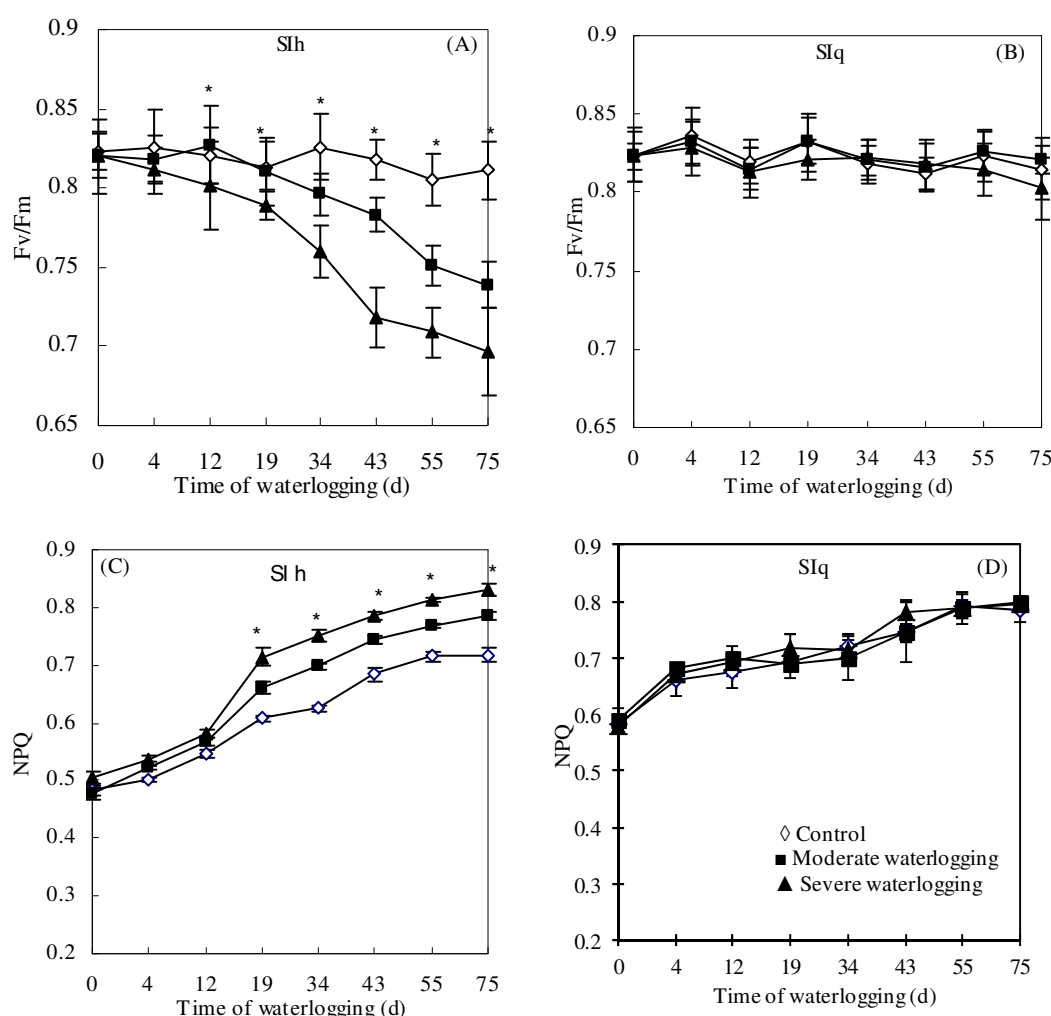 SIh (A)
* * * * * *
0.9
0.85
0.8
0.75
0.7
0.65
Fv/Fm
0 4 12 19 34 43 55 75
Time of waterlogging (d)
SIq (B)
0.9
0.85
0.8
0.75
0.7
0.65
Fv/Fm
0 4 12 19 34 43 55 75
Time of waterlogging (d)
(C) SI h
* * * * *
0.9
0.8
0.7
0.6
0.5
0.4
0.3
0.2
NPQ
0 4 12 19 34 43 55 75
Time of waterlogging (d)
SIq (D)
0.9
0.8
0.7
0.6
0.5
0.4
0.3
0.2
NPQ
Control
Moderate waterlogging
Severe waterlogging
0 4 12 19 34 43 55 75
Time of waterlogging (d)